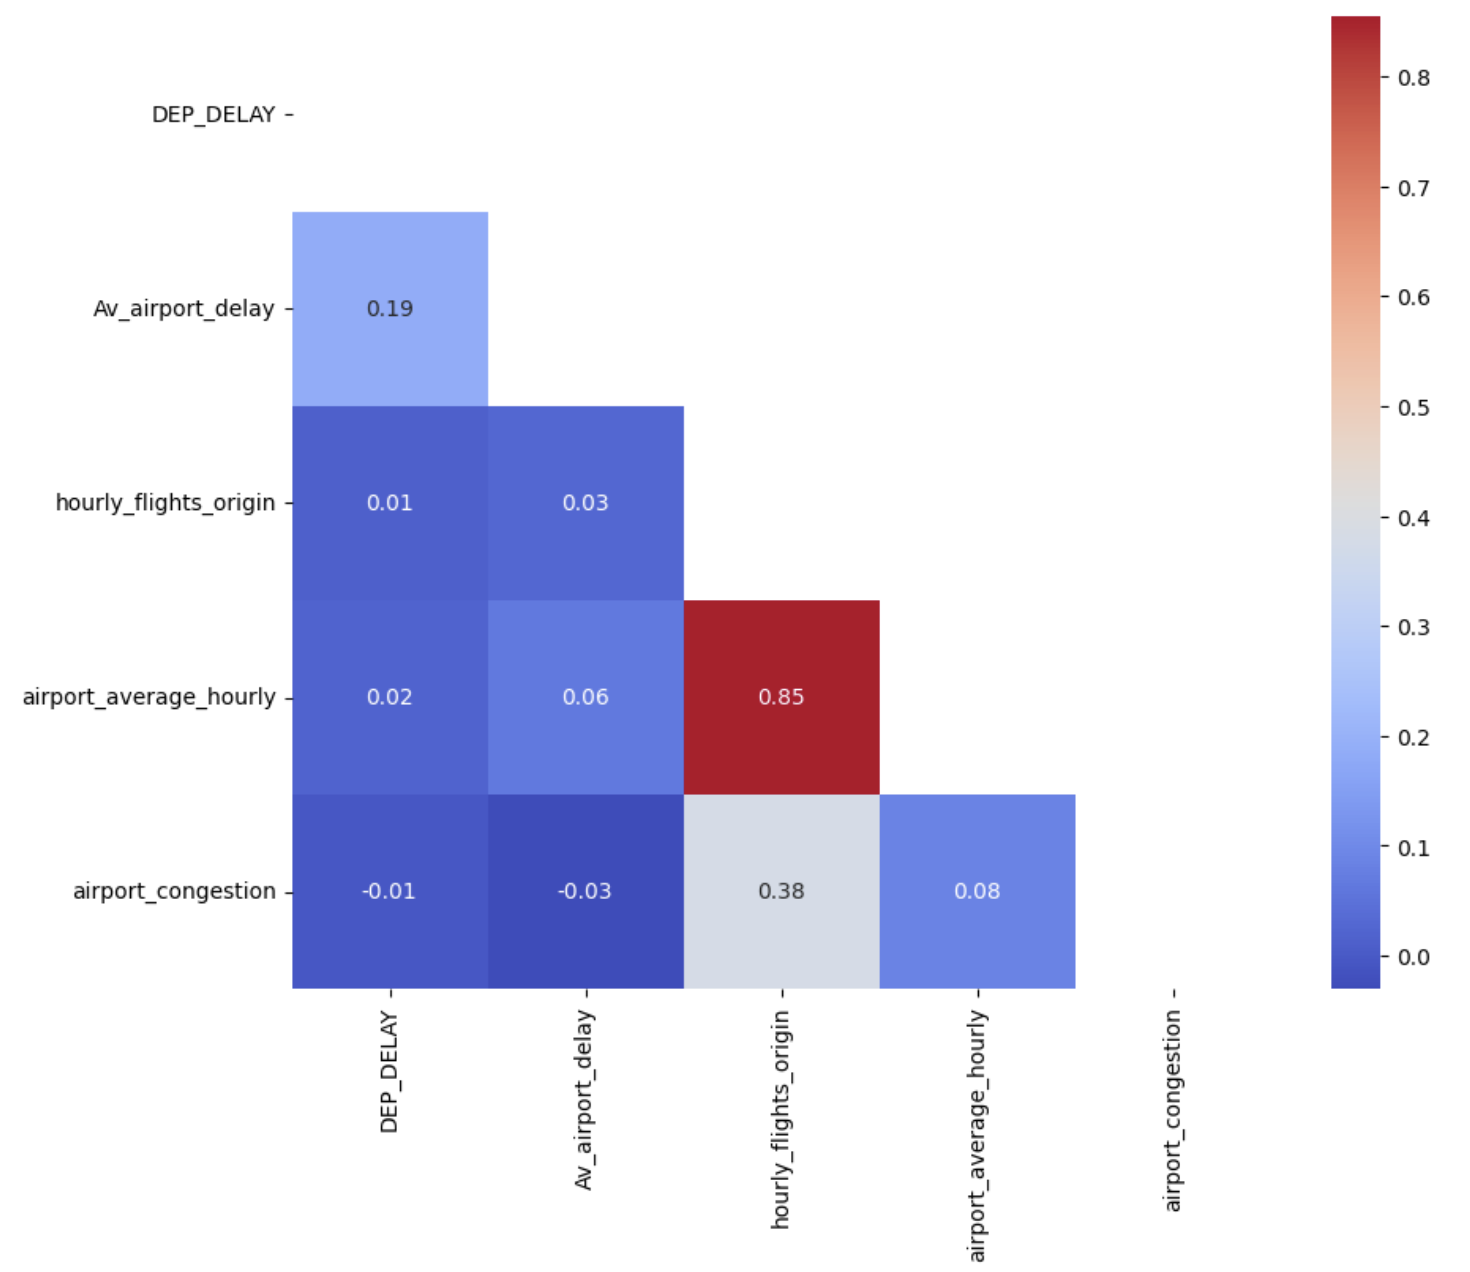 DEP_DELAY
Av_airport_delay
0.19
hourly_flights_origin
0.01 0.03
airport_average_hourly
0.02 0.06 0.85
airport_congestion
-0.01 -0.03 0.38 0.08
DEP_DELAY
Av_airport_delay
hourly_flights_origin
airport_average_hourly
airport_congestion
0.8
0.7
0.6
0.5
0.4
0.3
0.2
0.1
0.0